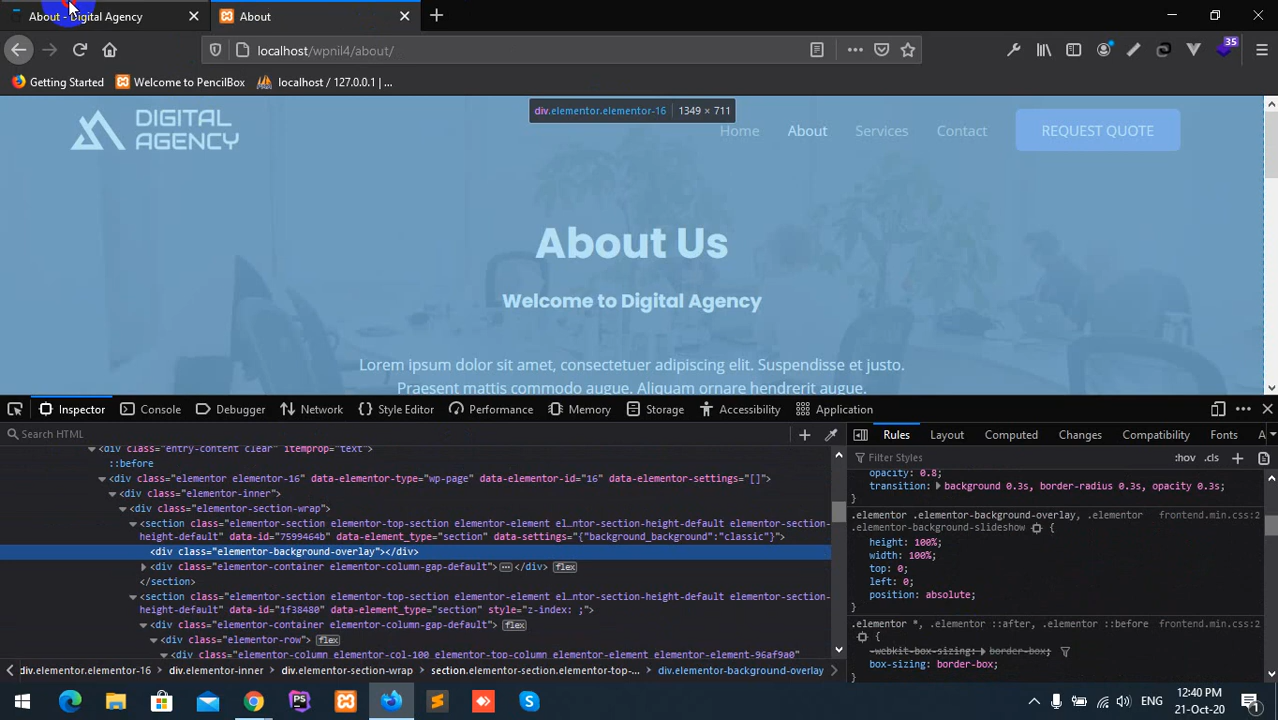 About - Digital Agency
About
localhost/wpnil4/about/
35
Getting Started
Welcome to PencilBox
localhost / 127.0.0.1 | ...
div.elementor.elementor-16 | 1349 × 711
DIGITAL
AGENCY
Home
About
Services
Contact
REQUEST QUOTE
About Us
Welcome to Digital Agency
Lorem ipsum dolor sit amet, consectetuer adipiscing elit. Suspendisse et justo.
Praesent mattis commodo augue. Aliquam ornare hendrerit augue.
Inspector
Console
Debugger
Network
Style Editor
Performance
Memory
Storage
Accessibility
Application
Search HTML
Rules
Layout
Computed
Changes
Compatibility
Fonts
A
Filter Styles
:hov
.cls
<div class="entry-content clear" itemprop="text">
::before
<div class="elementor elementor-16" data-elementor-type="wp-page" data-elementor-id="16" data-elementor-settings="[]">
<div class="elementor-inner">
<div class="elementor-section-wrap">
<section class="elementor-section elementor-top-section elementor-element el…ntor-section-height-default elementor-section-
height-default" data-id="7599464b" data-element_type="section" data-settings="{"background_background":"classic"}">
<div class="elementor-background-overlay"></div>
<div class="elementor-container elementor-column-gap-default"> </div> flex
</section>
<section class="elementor-section elementor-top-section elementor-element el…ntor-section-height-default elementor-section-
height-default" data-id="1f38480" data-element_type="section" style="z-index: ;">
<div class="elementor-container elementor-column-gap-default"> flex
<div class="elementor-row"> flex
<div class="elementor-column elementor-col-100 elementor-top-column elementor-element elementor-element-96af9a0"
opacity: 0.8;
transition: background 0.3s, border-radius 0.3s, opacity 0.3s;
}
.elementor .elementor-background-overlay, .elementor frontend.min.css:2
.elementor-background-slideshow {
height: 100%;
width: 100%;
top: 0;
left: 0;
position: absolute;
}
.elementor *, .elementor ::after, .elementor ::before frontend.min.css:2
{
-webkit-box-sizing: border-box;
box-sizing: border-box;
}
div.elementor.elementor-16
div.elementor-inner
div.elementor-section-wrap
section.elementor-section.elementor-top-...
div.elementor-background-overlay
PS
ENG
12:40 PM
21-Oct-20
1